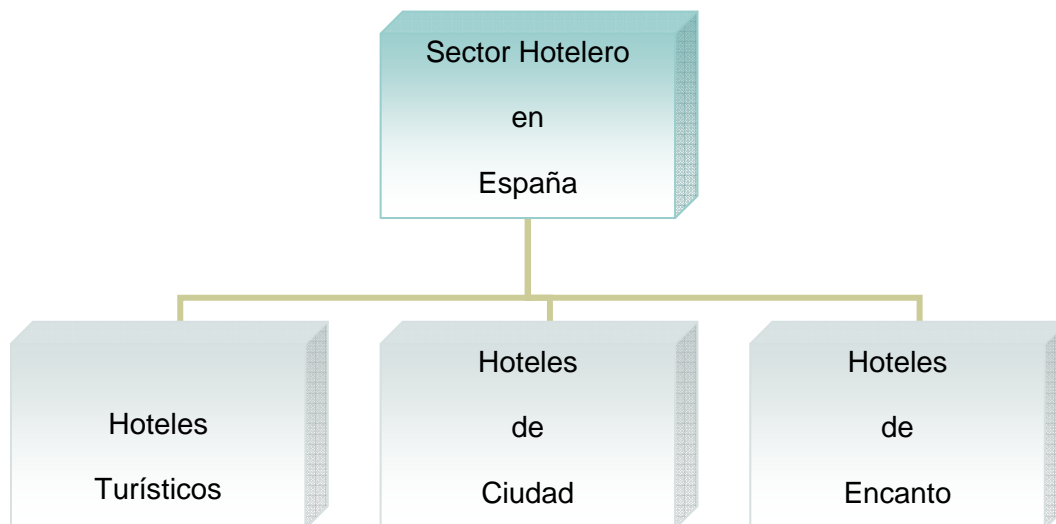 Sector Hotelero
en
España
Hoteles
Turísticos
Hoteles
de
Ciudad
Hoteles
de
Encanto